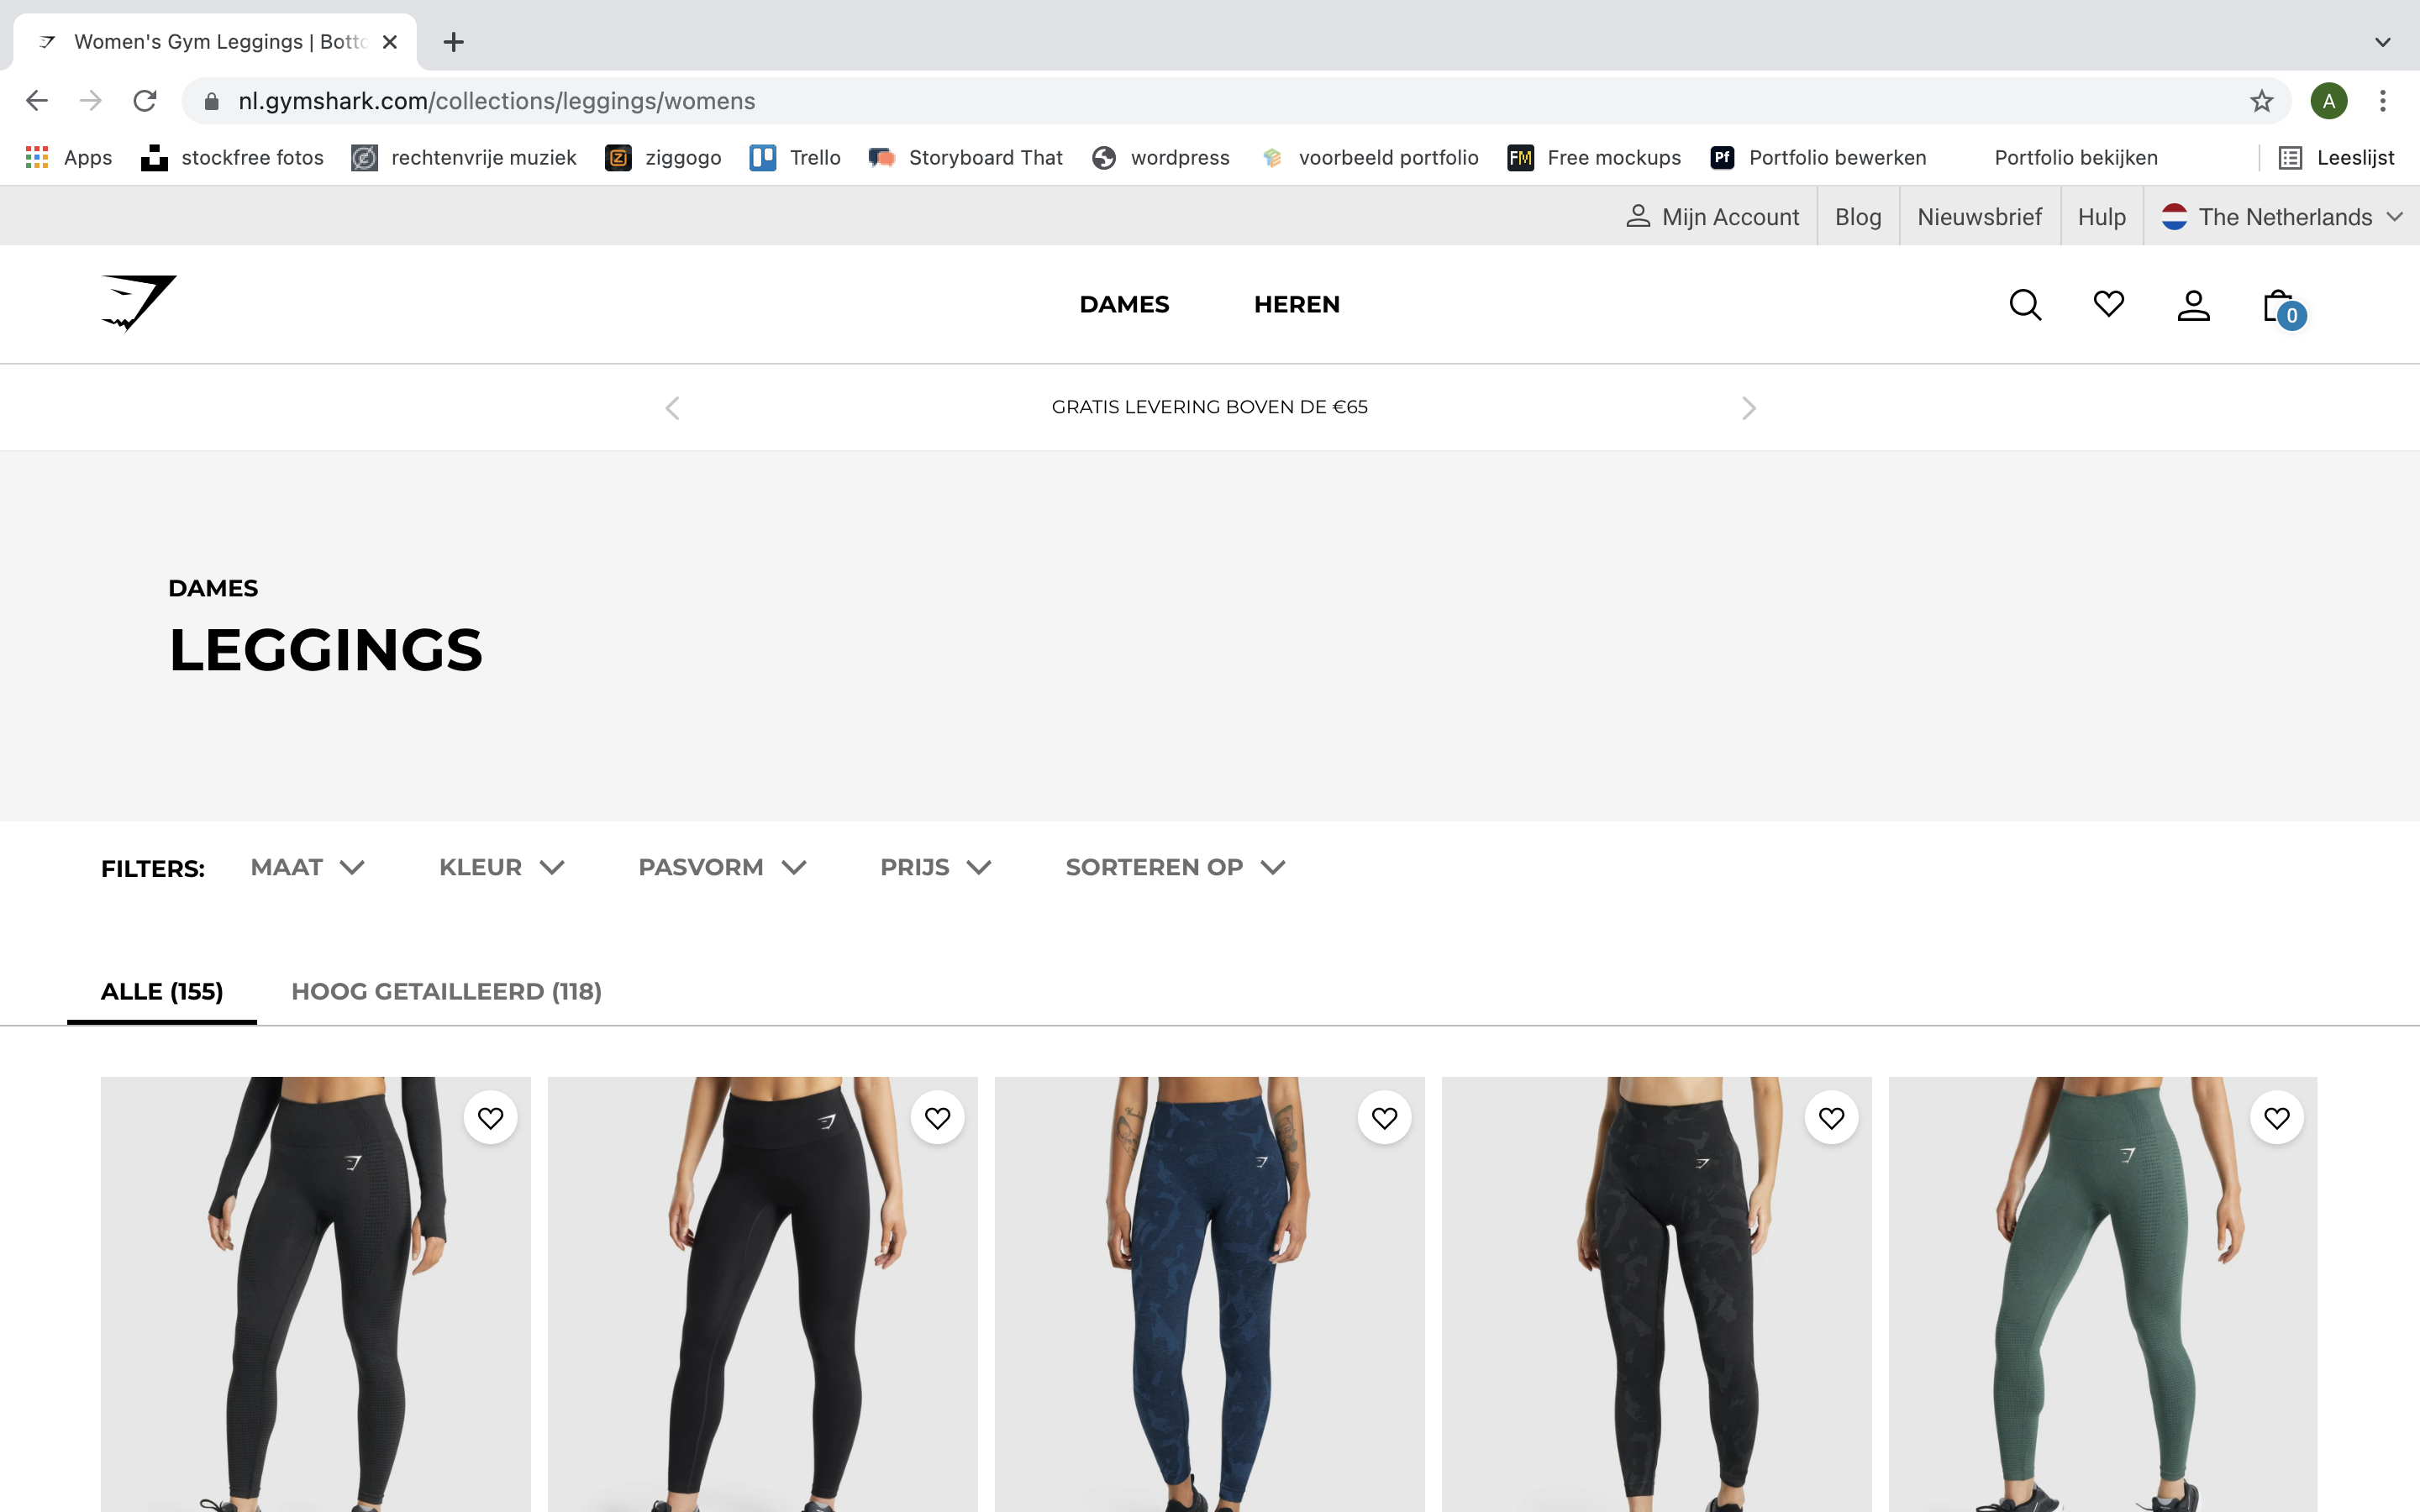 Women's Gym Leggings | Botto
nl.gymshark.com/collections/leggings/womens
A
Apps stockfree fotos rechtenvrije muziek ziggogo Trello Storyboard That wordpress voorbeeld portfolio FM Free mockups Pf Portfolio bewerken Portfolio bekijken Leeslijst
Mijn Account Blog Nieuwsbrief Hulp The Netherlands
DAMES HEREN
0
GRATIS LEVERING BOVEN DE €65
DAMES
LEGGINGS
FILTERS: MAAT KLEUR PASVORM PRIJS SORTEREN OP
ALLE (155) HOOG GETAILLEERD (118)